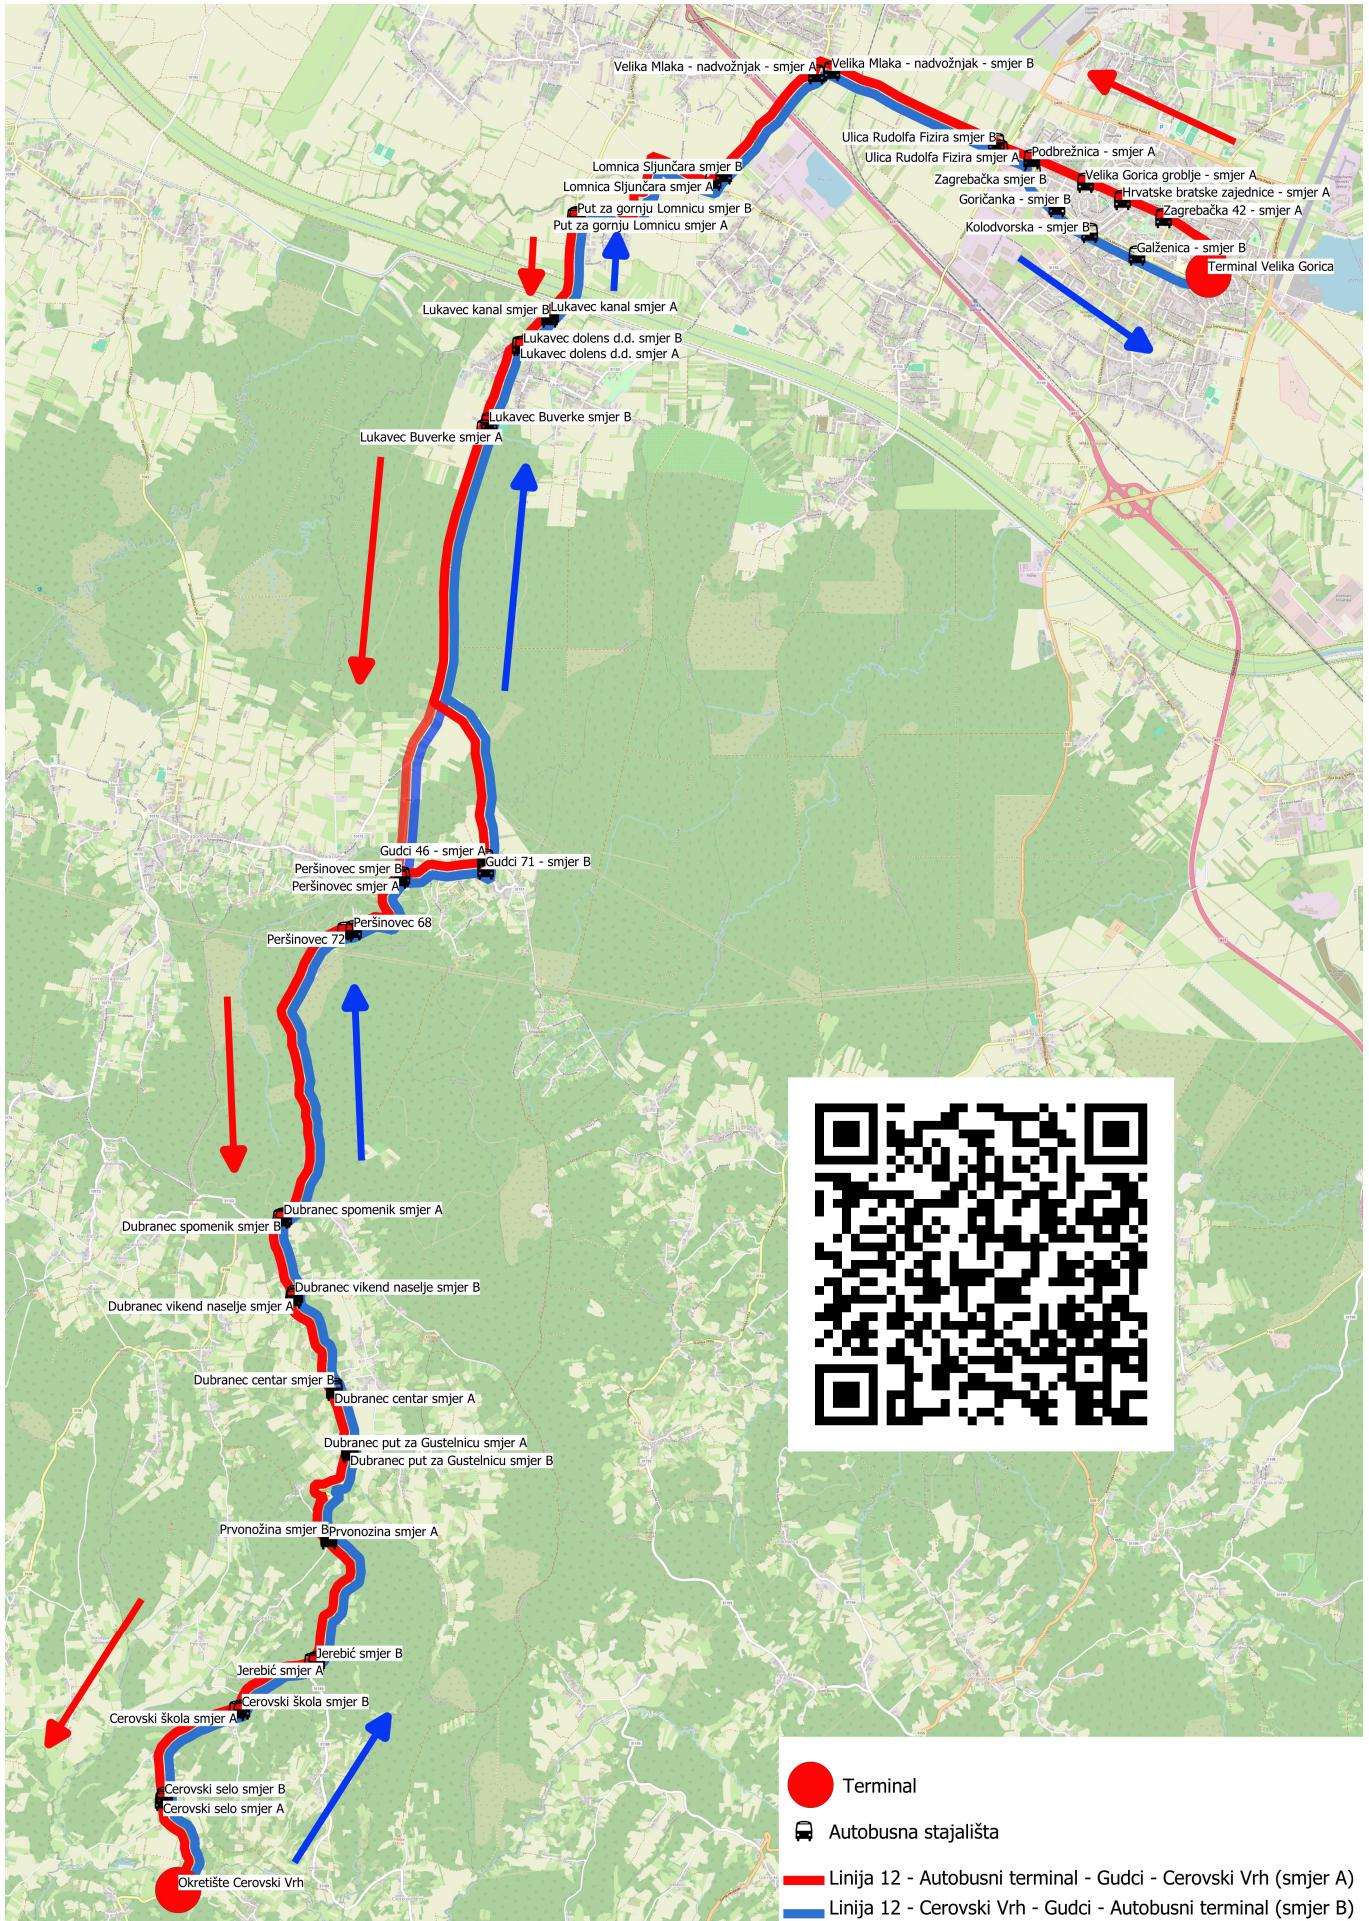 Velika Mlaka - nadvožnjak - smjer A
Velika Mlaka - nadvožnjak - smjer B
Ulica Rudolfa Fizira smjer B
Ulica Rudolfa Fizira smjer A
Podbrežnica - smjer A
Zagrebačka smjer B
Velika Gorica groblje - smjer A
Goričanka - smjer B
Hrvatske bratske zajednice - smjer A
Zagrebačka 42 - smjer A
Kolodvorska - smjer B
Galženica - smjer B
Terminal Velika Gorica
Lomnica Sljunčara smjer B
Lomnica Sljunčara smjer A
Put za gornju Lomnicu smjer B
Put za gornju Lomnicu smjer A
Lukavec kanal smjer B
Lukavec kanal smjer A
Lukavec dolens d.d. smjer B
Lukavec dolens d.d. smjer A
Lukavec Buverke smjer B
Lukavec Buverke smjer A
Gudci 46 - smjer A
Gudci 71 - smjer B
Peršinovec smjer B
Peršinovec smjer A
Peršinovec 68
Peršinovec 72
Dubranec spomenik smjer A
Dubranec spomenik smjer B
Dubranec vikend naselje smjer B
Dubranec vikend naselje smjer A
Dubranec centar smjer B
Dubranec centar smjer A
Dubranec put za Gustelnicu smjer A
Dubranec put za Gustelnicu smjer B
Prvonožina smjer B
Prvonozina smjer A
Jerebić smjer B
Jerebić smjer A
Cerovski škola smjer B
Cerovski škola smjer A
Cerovski selo smjer B
Cerovski selo smjer A
Okretište Cerovski Vrh
Terminal
Autobusna stajališta
Linija 12 - Autobusni terminal - Gudci - Cerovski Vrh (smjer A)
Linija 12 - Cerovski Vrh - Gudci - Autobusni terminal (smjer B)